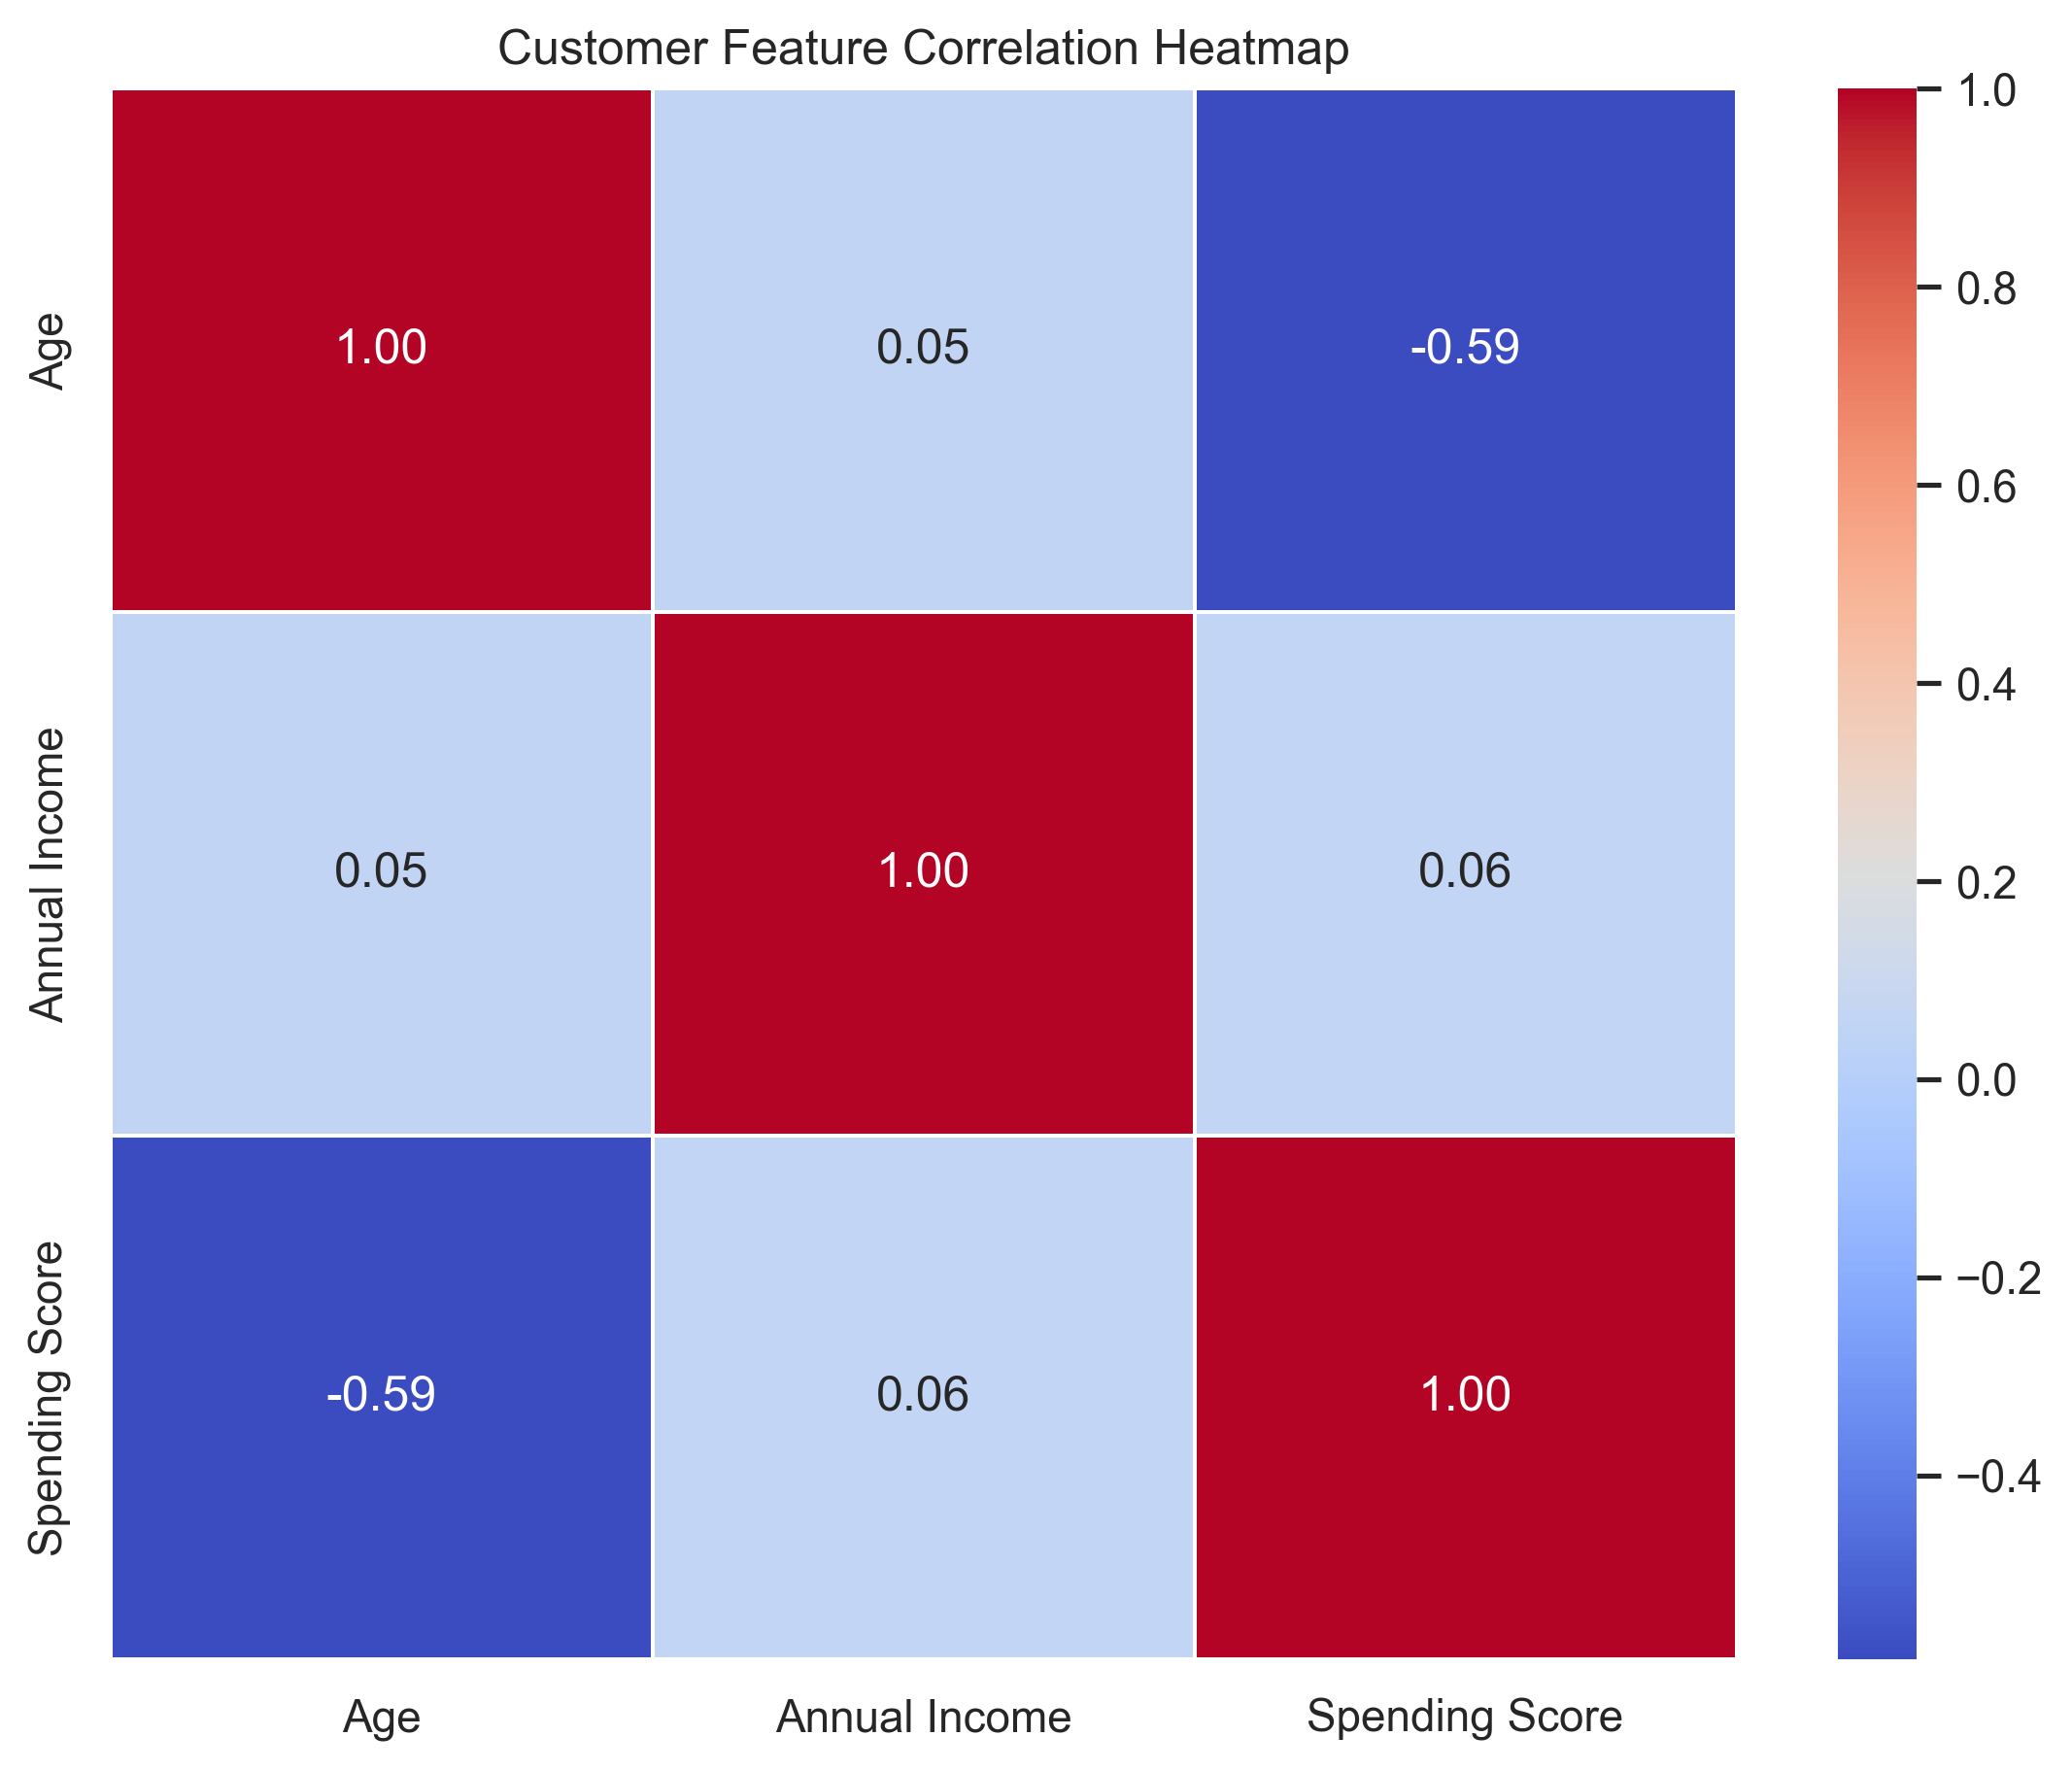 Customer Feature Correlation Heatmap
Age
1.00
0.05
-0.59
Annual Income
0.05
1.00
0.06
Spending Score
-0.59
0.06
1.00
Age
Annual Income
Spending Score
1.0
0.8
0.6
0.4
0.2
0.0
−0.2
−0.4